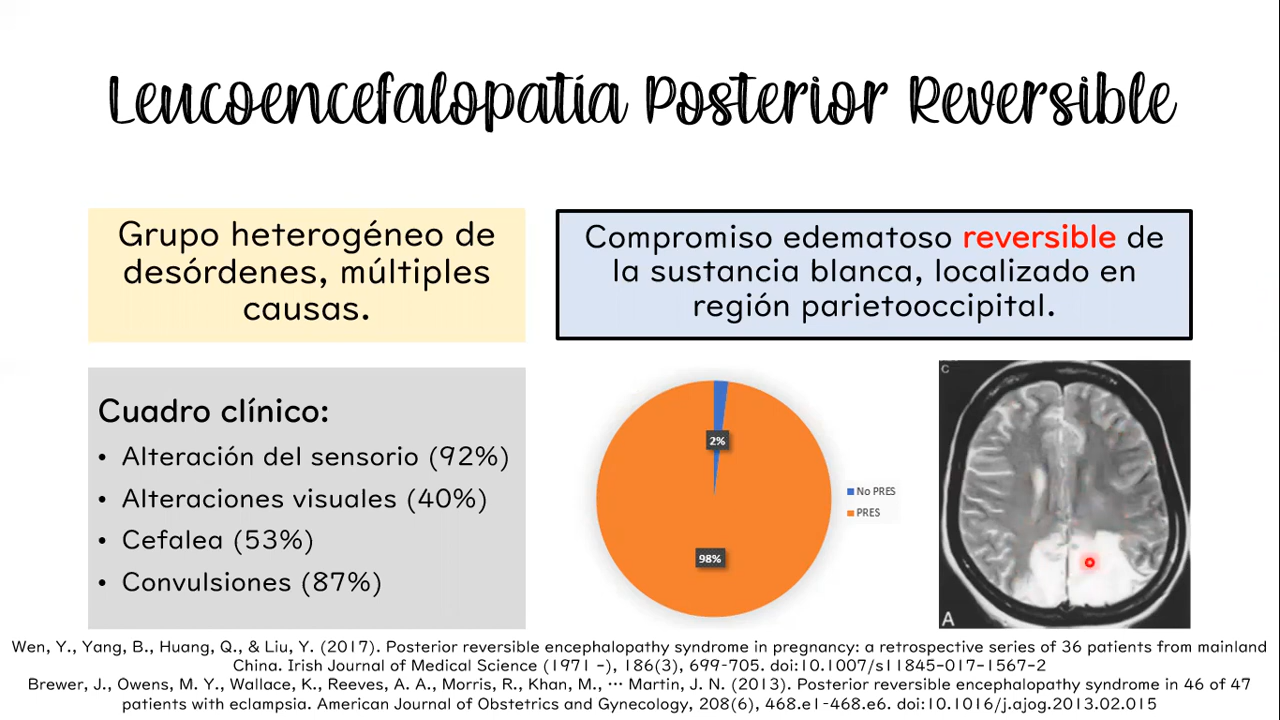 Leucoencefalopatía Posterior Reversible
Grupo heterogéneo de
desórdenes, múltiples
causas.
Compromiso edematoso reversible de
la sustancia blanca, localizado en
región parietooccipital.
Cuadro clínico:
• Alteración del sensorio (92%)
• Alteraciones visuales (40%)
• Cefalea (53%)
• Convulsiones (87%)
2%
98%
No PRES
PRES
C
A
Wen, Y., Yang, B., Huang, Q., & Liu, Y. (2017). Posterior reversible encephalopathy syndrome in pregnancy: a retrospective series of 36 patients from mainland
China. Irish Journal of Medical Science (1971 -), 186(3), 699-705. doi:10.1007/s11845-017-1567-2
Brewer, J., Owens, M. Y., Wallace, K., Reeves, A. A., Morris, R., Khan, M., … Martin, J. N. (2013). Posterior reversible encephalopathy syndrome in 46 of 47
patients with eclampsia. American Journal of Obstetrics and Gynecology, 208(6), 468.e1-468.e6. doi:10.1016/j.ajog.2013.02.015